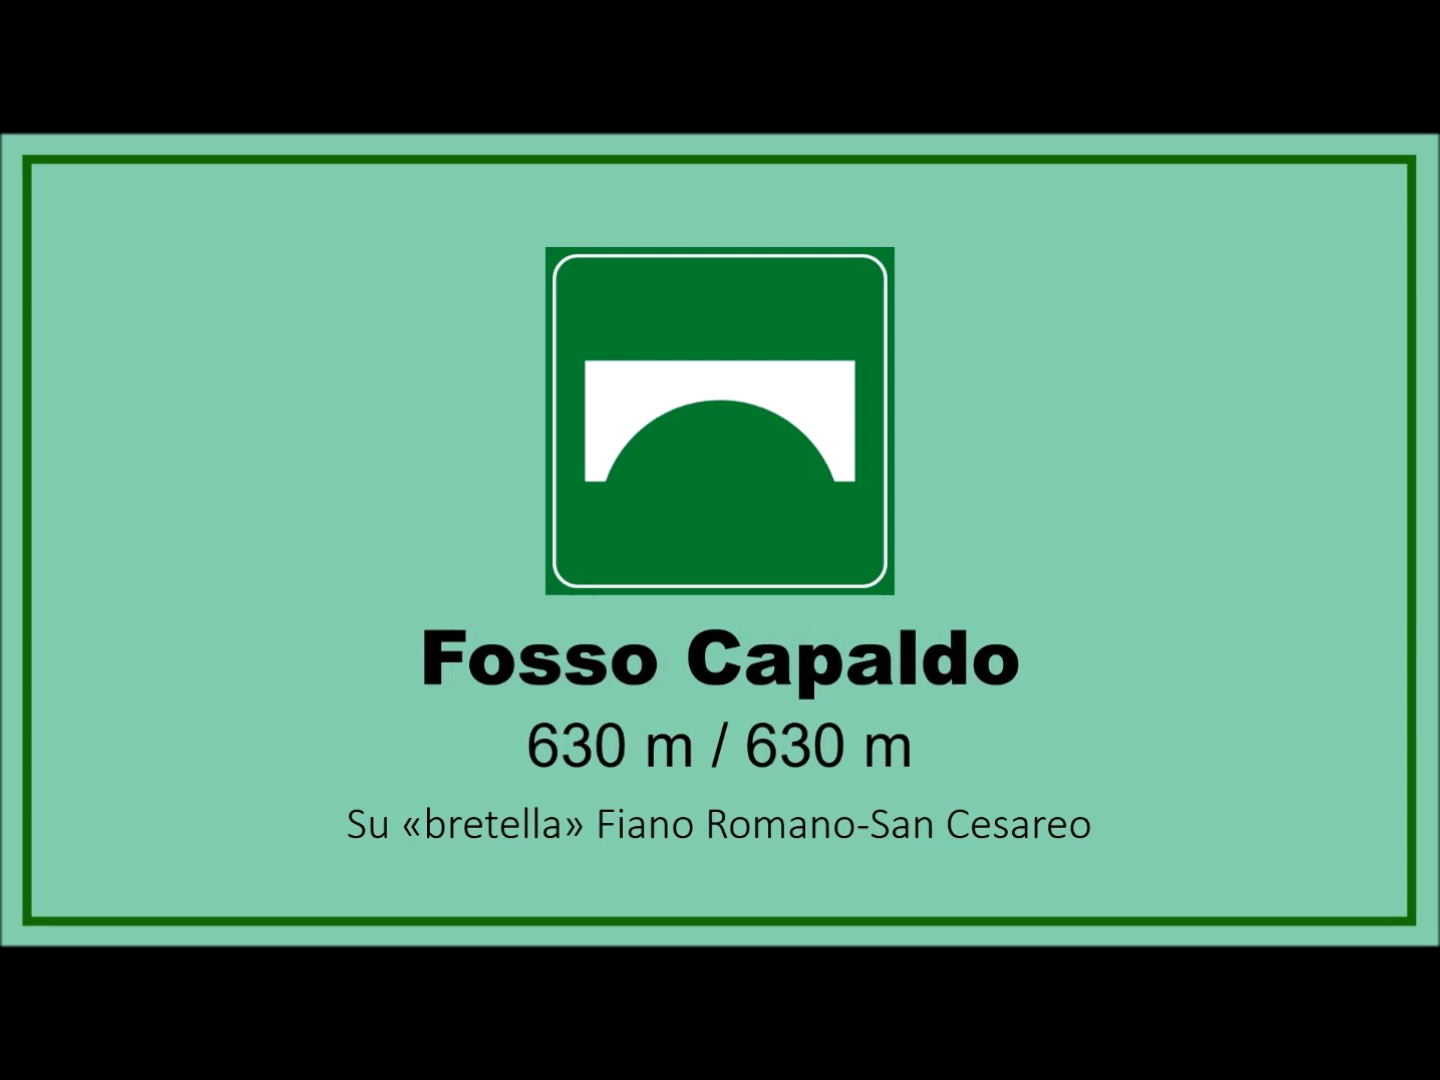 Fosso Capaldo
630 m / 630 m
Su «bretella» Fiano Romano-San Cesareo